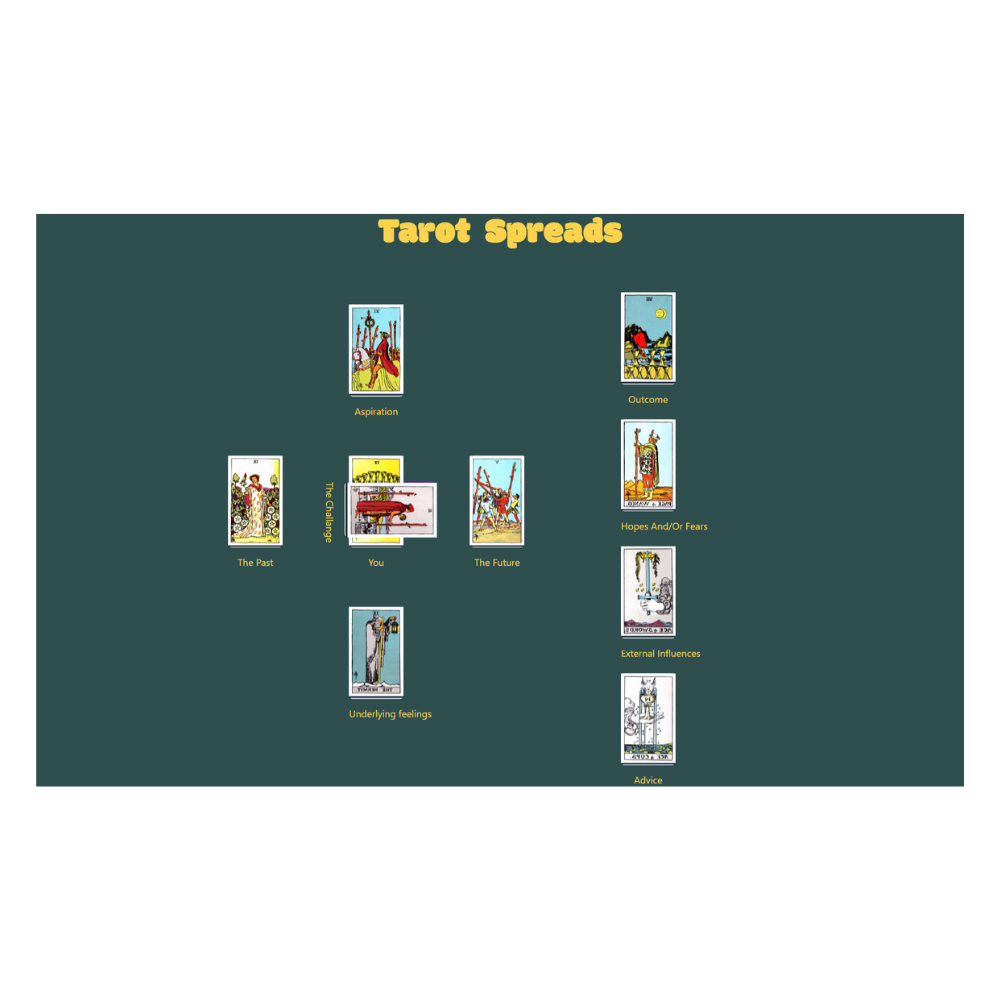 Tarot Spreads
Aspiration
Outcome
Hopes And/Or Fears
The Challange
The Past
You
The Future
External Influences
Underlying feelings
Advice